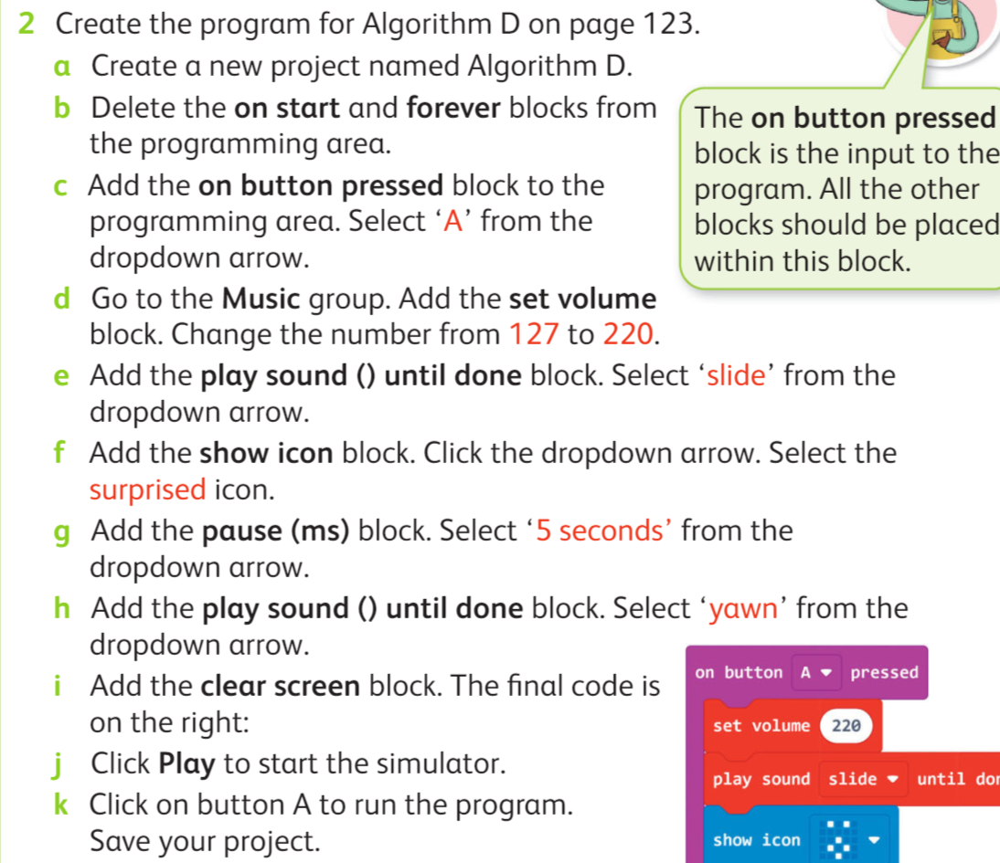 2 Create the program for Algorithm D on page 123.
a Create a new project named Algorithm D.
b Delete the on start and forever blocks from
the programming area.
c Add the on button pressed block to the
programming area. Select ‘A’ from the
dropdown arrow.
d Go to the Music group. Add the set volume
block. Change the number from 127 to 220.
e Add the play sound () until done block. Select ‘slide’ from the
dropdown arrow.
f Add the show icon block. Click the dropdown arrow. Select the
surprised icon.
g Add the pause (ms) block. Select ‘5 seconds’ from the
dropdown arrow.
h Add the play sound () until done block. Select ‘yawn’ from the
dropdown arrow.
i Add the clear screen block. The final code is
on the right:
j Click Play to start the simulator.
k Click on button A to run the program.
Save your project.
The on button pressed
block is the input to the
program. All the other
blocks should be placed
within this block.
on button A pressed
set volume 220
play sound slide until
show icon